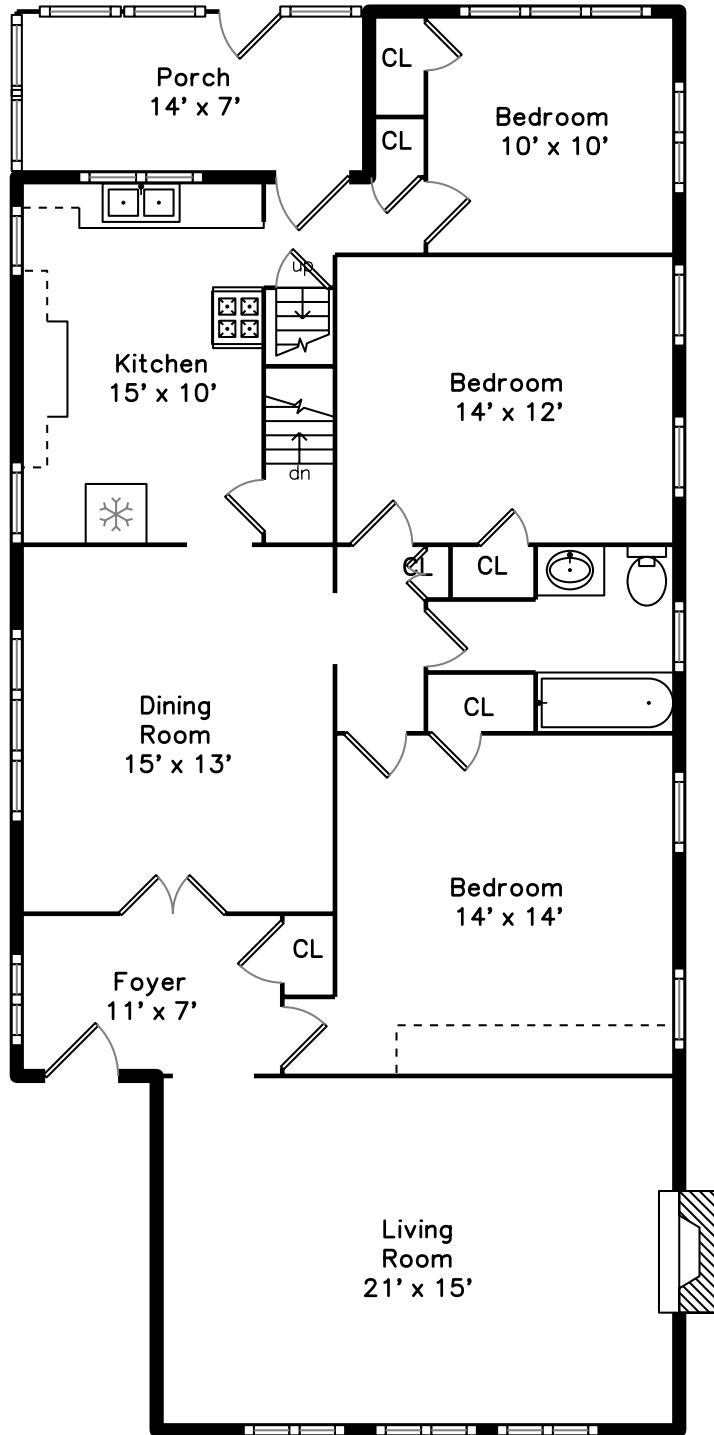 Porch
14' x 7'
CL
CL
Bedroom
10' x 10'
up
Kitchen
15' x 10'
Bedroom
14' x 12'
dn
CL
CL
Dining
Room
15' x 13'
CL
Bedroom
14' x 14'
CL
Foyer
11' x 7'
Living
Room
21' x 15'